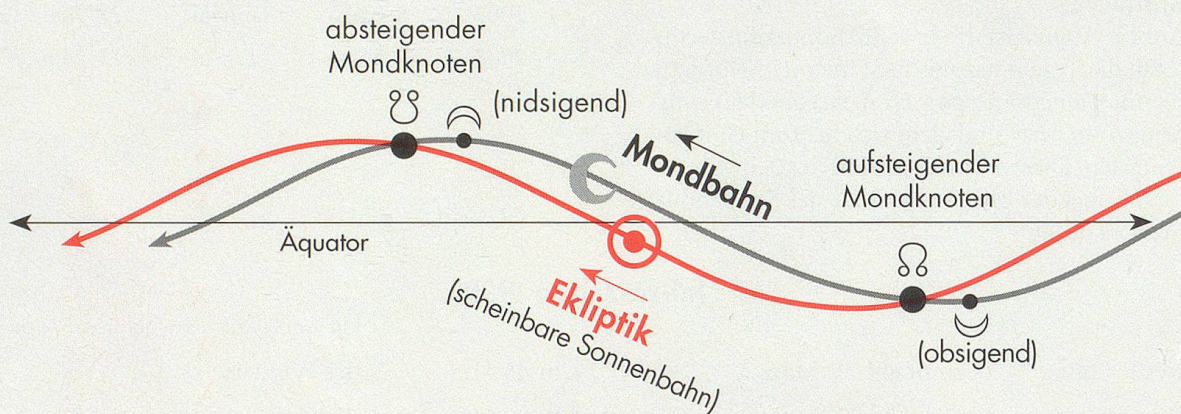 absteigender
Mondknoten
(nidsigend)
Mondbahn
aufsteigender
Mondknoten
Äquator
Ekliptik
(scheinbare Sonnenbahn)
(obsigend)